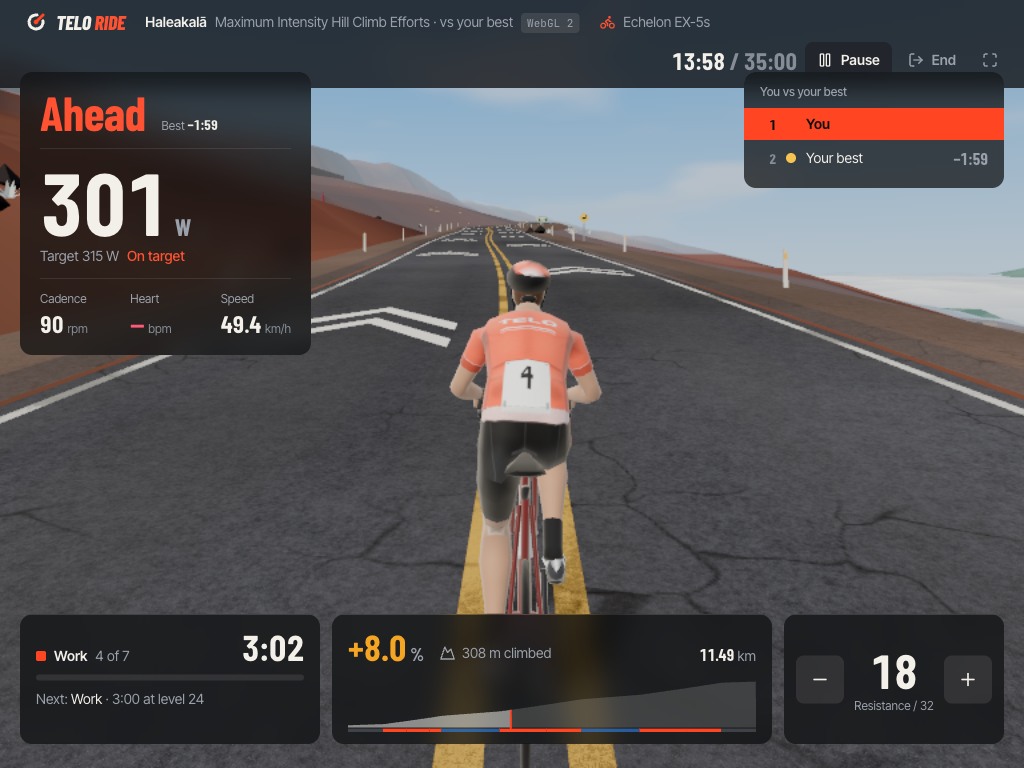 TELO RIDE Haleakalā Maximum Intensity Hill Climb Efforts · vs your best WebGL 2 Echelon EX-5s
13:58 / 35:00 Pause End
Ahead Best −1:59
301 W
Target 315 W On target
Cadence Heart Speed
90 rpm – bpm 49.4 km/h
You vs your best
1 You
2 Your best −1:59
TELO
4
Work 4 of 7 3:02
Next: Work · 3:00 at level 24
+8.0 % 308 m climbed 11.49 km
− 18 +
Resistance / 32